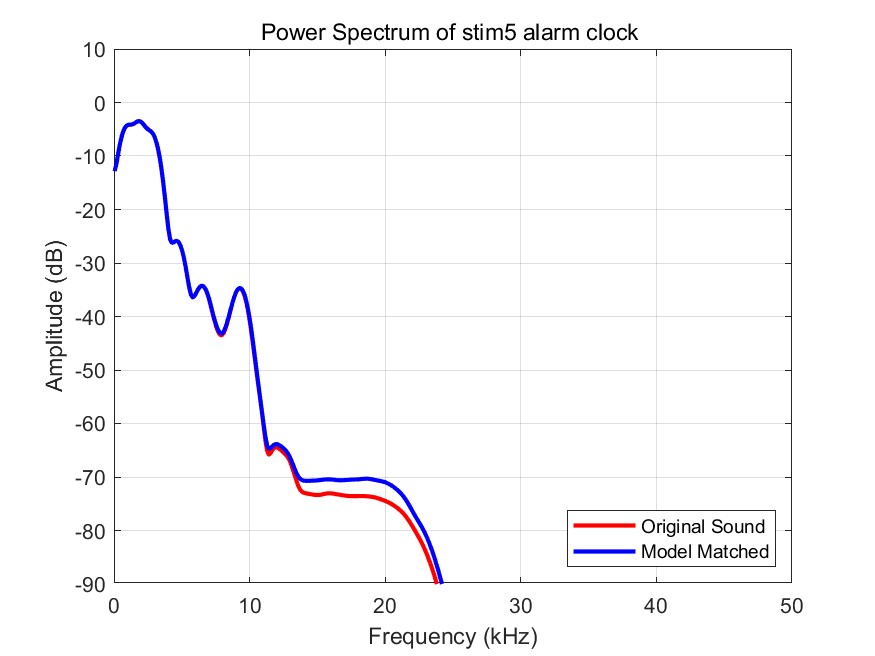 Power Spectrum of stim5 alarm clock
10
0
-10
-20
-30
-40
-50
-60
-70
-80
-90
Amplitude (dB)
Original Sound
Model Matched
0 10 20 30 40 50
Frequency (kHz)